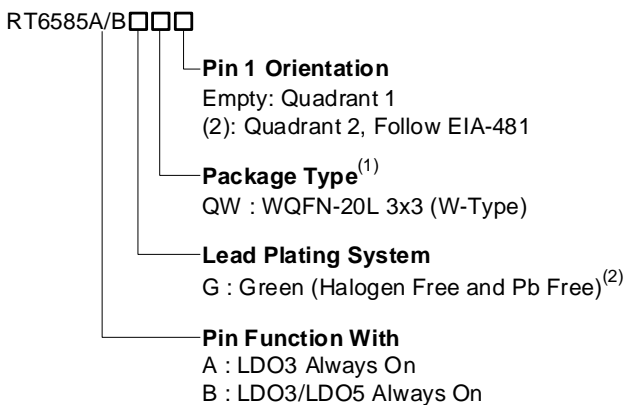 RT6585A/B□□□
Pin 1 Orientation
Empty: Quadrant 1
(2): Quadrant 2, Follow EIA-481
Package Type(1)
QW : WQFN-20L 3x3 (W-Type)
Lead Plating System
G : Green (Halogen Free and Pb Free)(2)
Pin Function With
A : LDO3 Always On
B : LDO3/LDO5 Always On